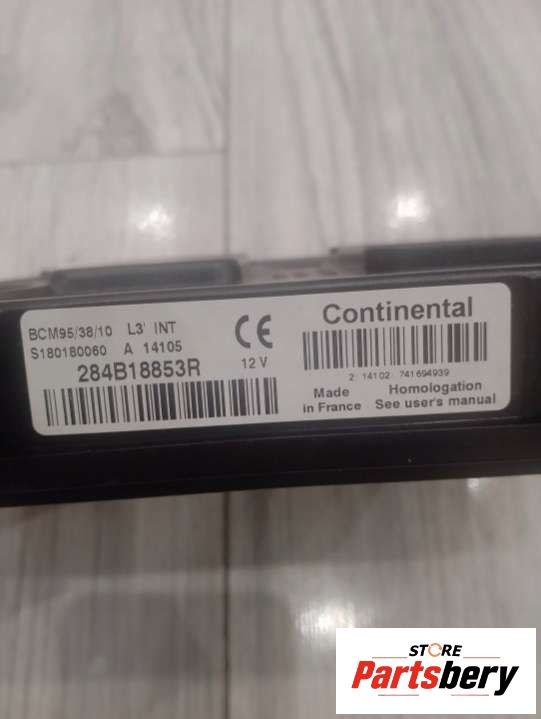 BCM95/38/10 L3' INT
S180180060 A 14105
284B18853R
CE
12 V
Continental
2 14102 741694939
Made in France
Homologation
See user's manual
STORE
Partsbery